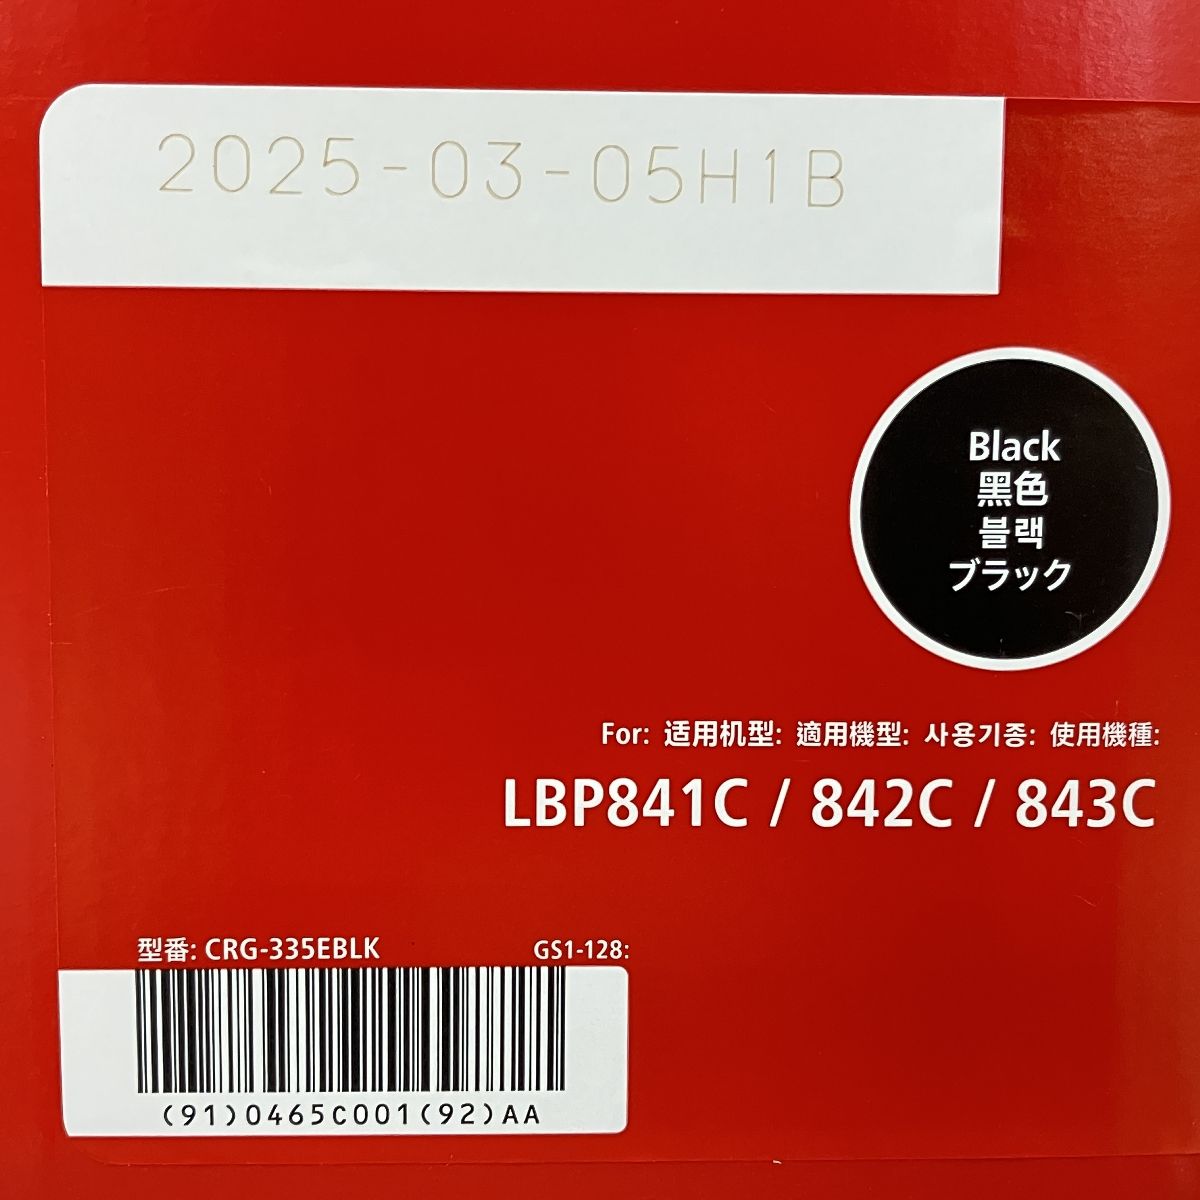 2025-03-05H1B
Black
黑色
블랙
ブラック
For: 适用机型: 適用機型: 사용기종: 使用機種:
LBP841C / 842C / 843C
型番: CRG-335EBLK GS1-128:
(91)0465C001(92)AA